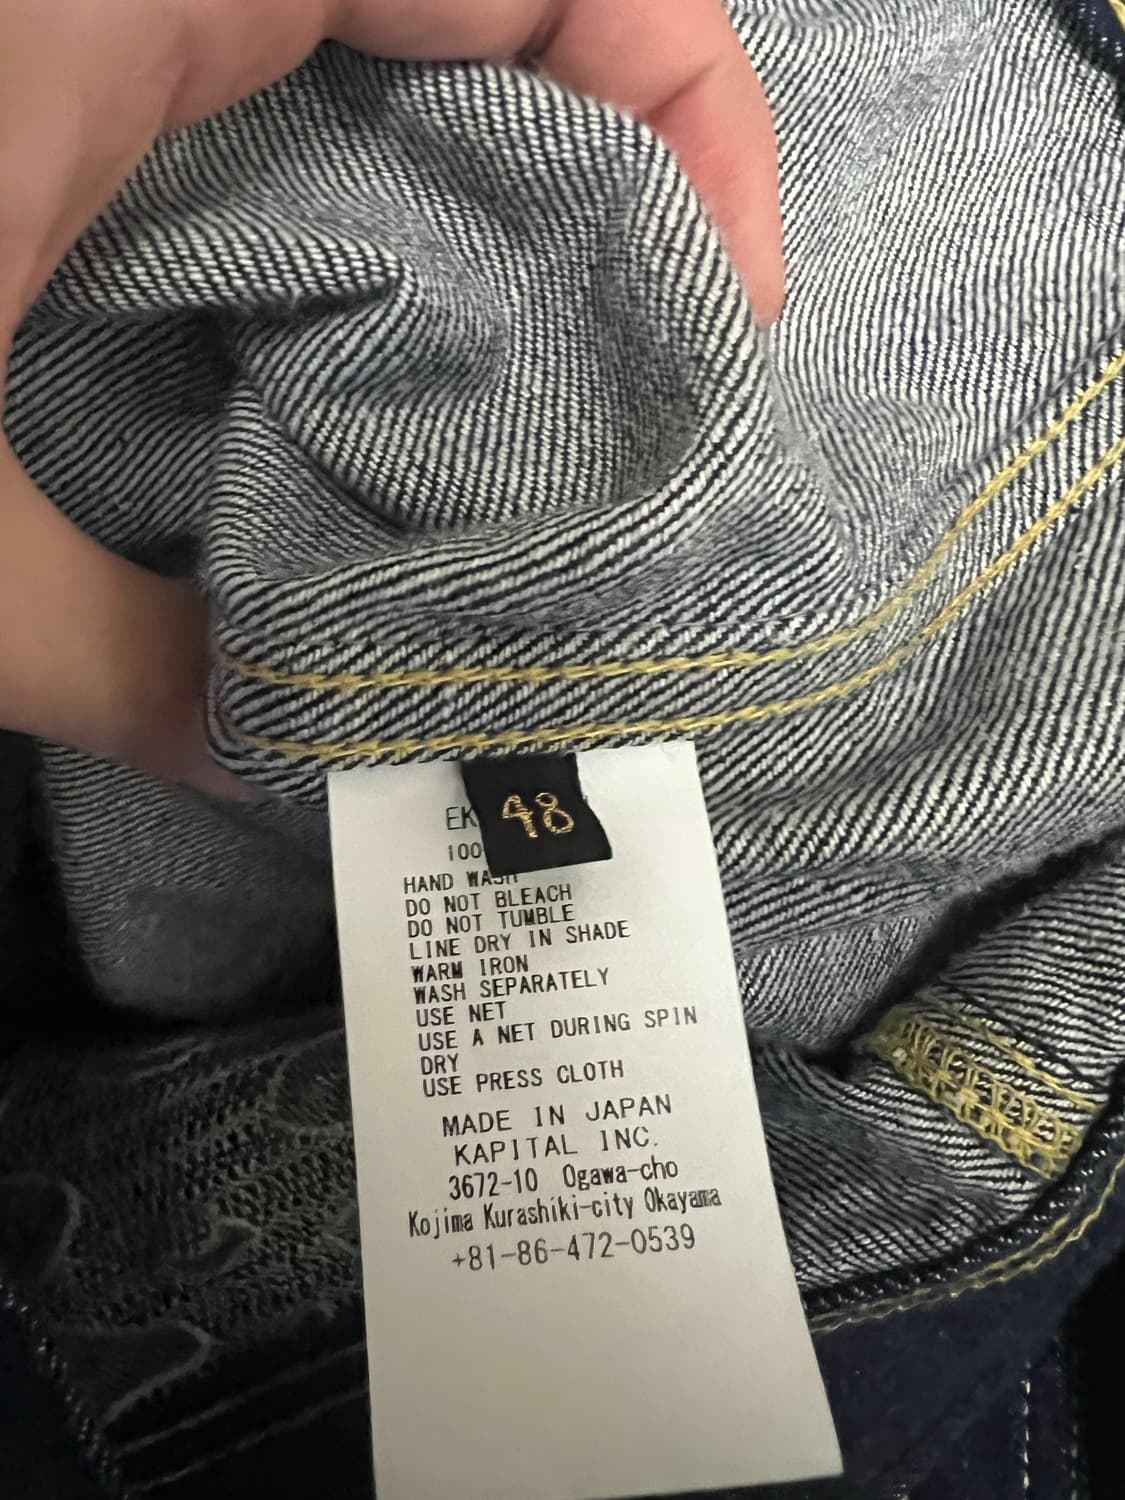 48
EK
100
HAND WASH
DO NOT BLEACH
DO NOT TUMBLE
LINE DRY IN SHADE
WARM IRON
WASH SEPARATELY
USE NET
USE A NET DURING SPIN
DRY
USE PRESS CLOTH
MADE IN JAPAN
KAPITAL INC.
3672-10 Ogawa-cho
Kojima Kurashiki-city Okayama
+81-86-472-0539